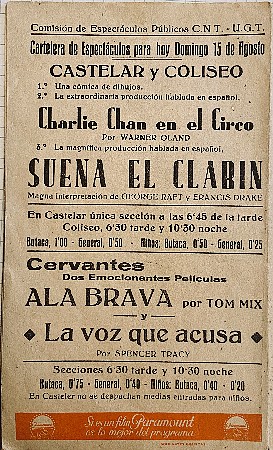 Comisión de Espectáculos Públicos C.N.T. - U.G.T.
Cartelera de Espectáculos para hoy Domingo 15 de Agosto
CASTELAR y COLISEO
1.º Una cómica de dibujos.
2.º La extraordinaria producción hablada en español,
Charlie Chan en el Circo
Por WARNER OLAND
3.º La magnífica producción hablada en español,
SUENA EL CLARIN
Magna interpretación de GEORGE RAFT y FRANCIS DRAKE
En Castelar única sección a las 6'45 de la tarde
Coliseo, 6'30 y 10'30 noche
Butaca, 1'00 - General, 0'50 - Niños: Butaca, 0'50 - General, 0'25
Cervantes
Dos Emocionantes Películas
A LA BRAVA por TOM MIX
y
La voz que acusa
Por SPENCER TRACY
Secciones 6'30 tarde y 10'30 noche
Butaca, 0'75 - General, 0'40 - Niños: Butaca, 0'40 - 0'20
En Castelar no se despachan medias entradas para niños.
Si es un film Paramount
es lo mejor del programa